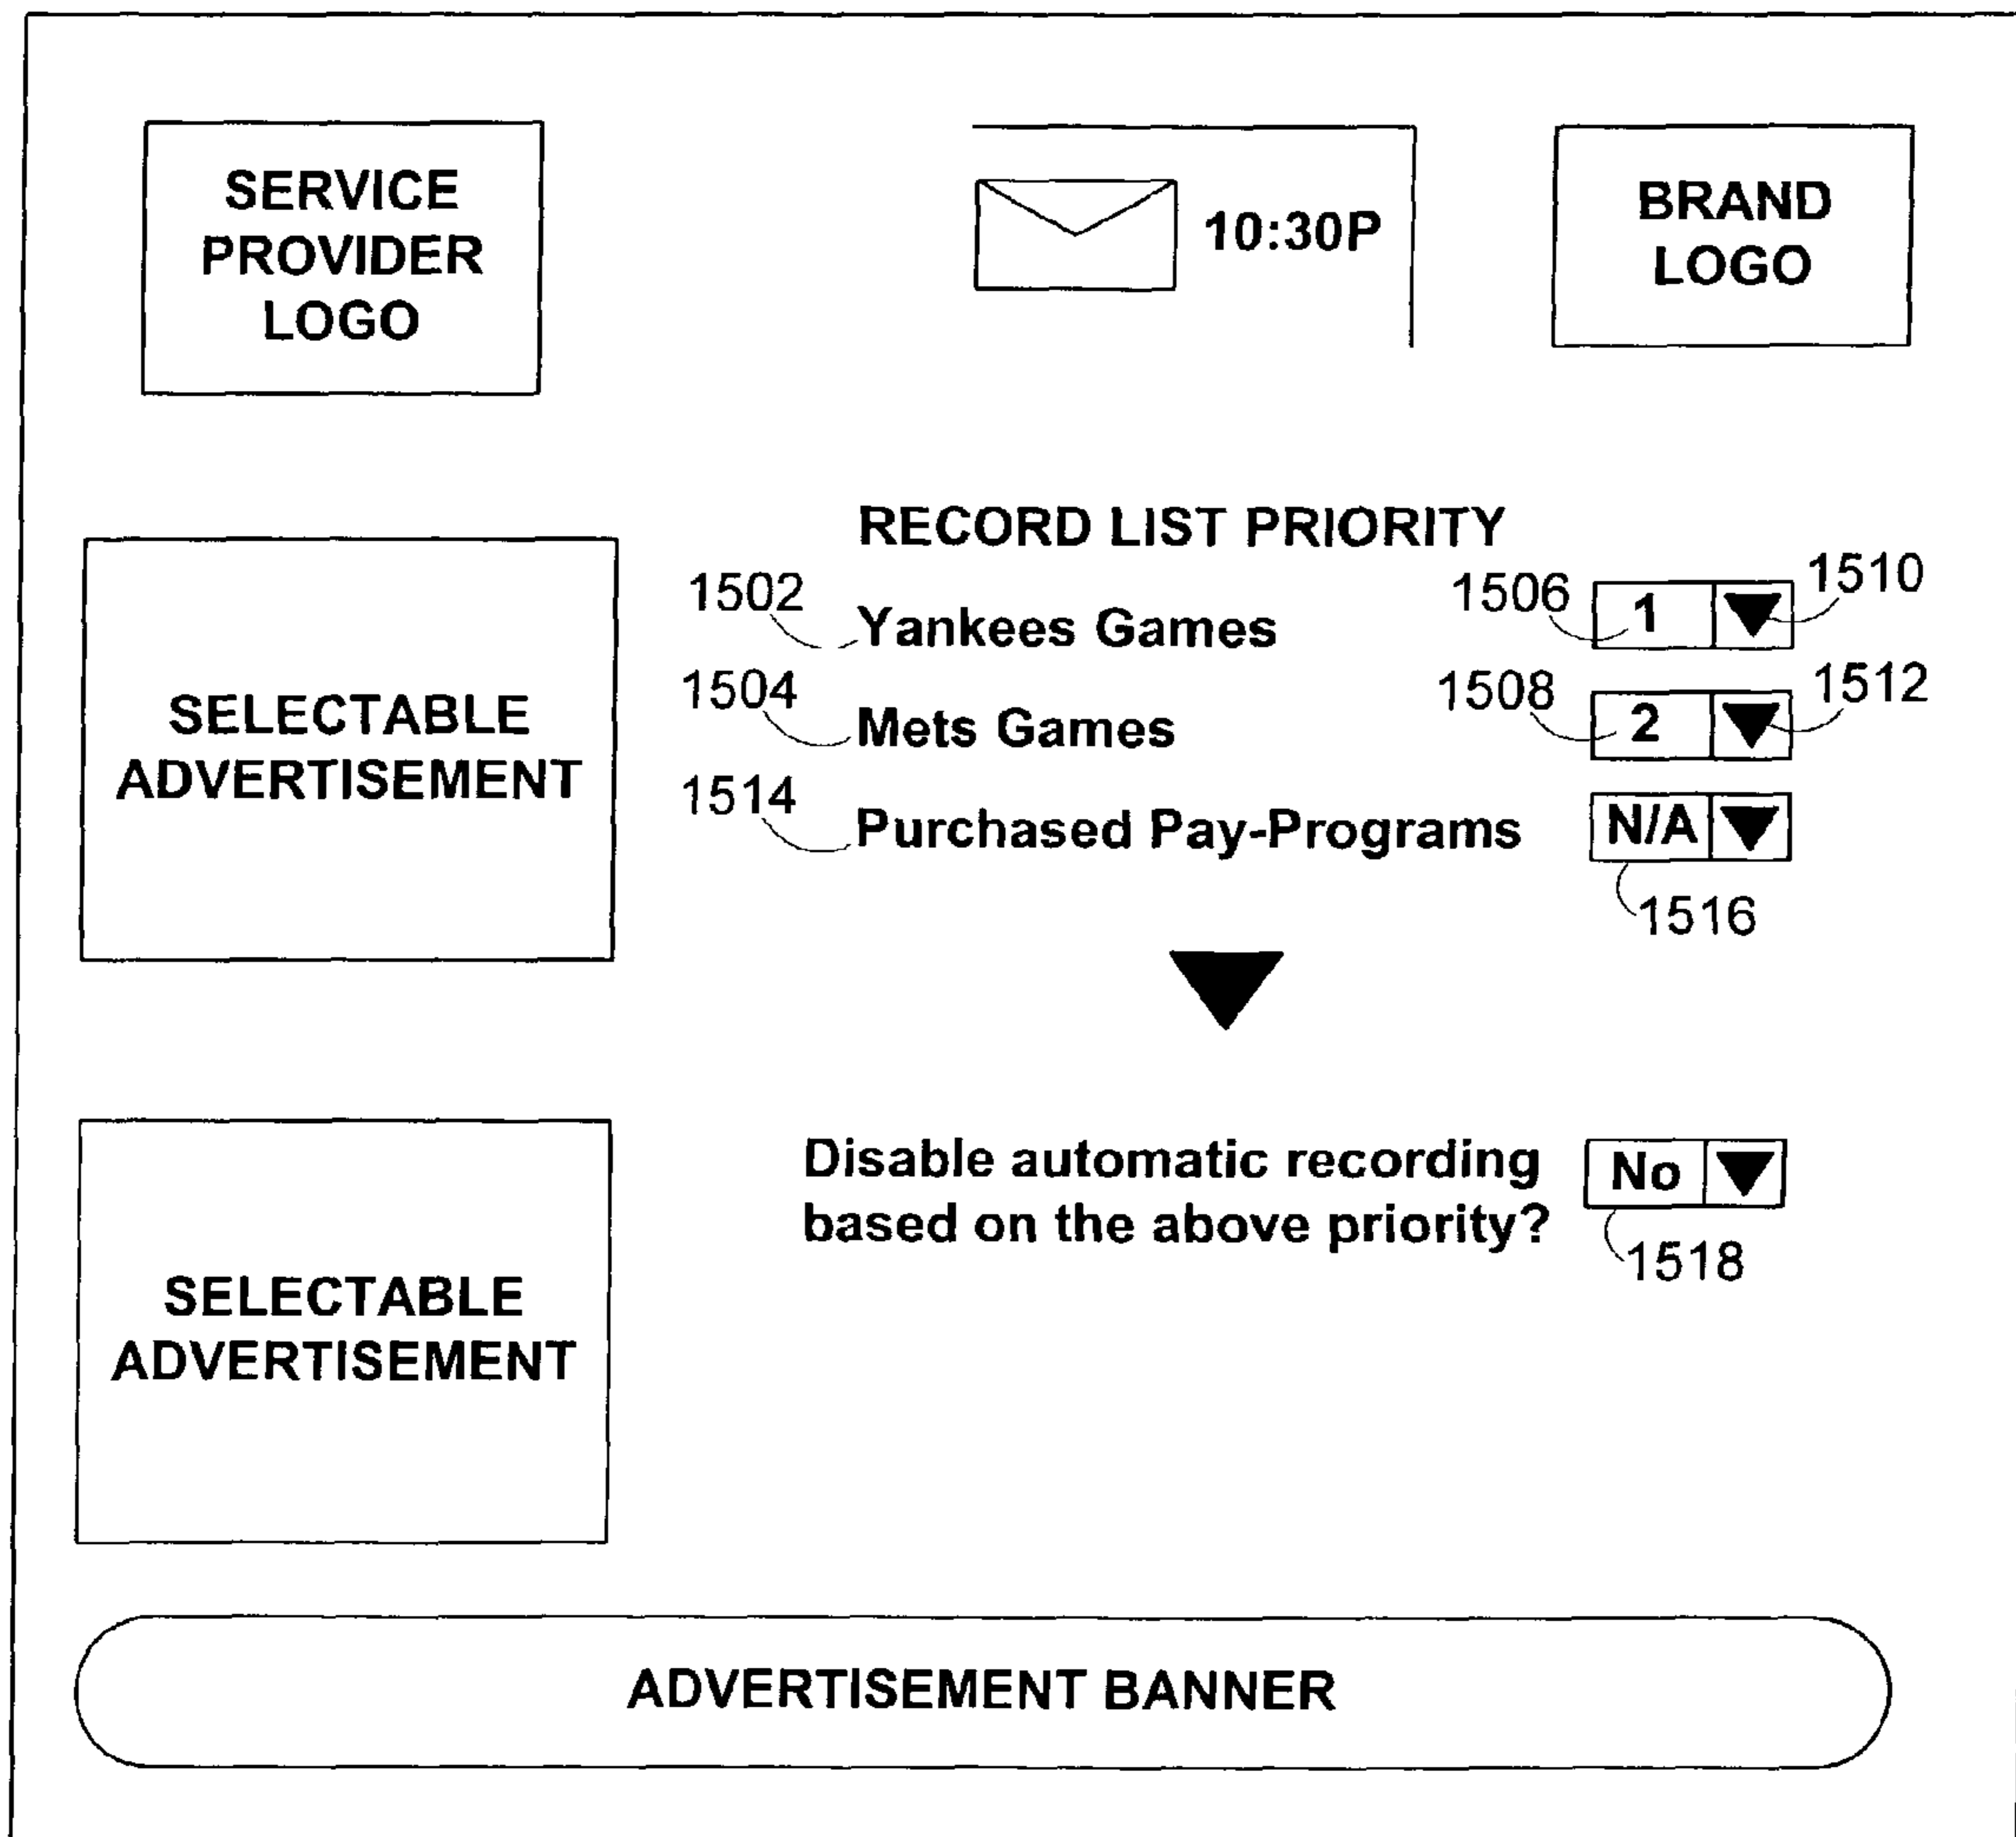 SERVICE
PROVIDER
LOGO
10:30P
BRAND
LOGO
RECORD LIST PRIORITY
1502 Yankees Games 1506 1 1510
1504 Mets Games 1508 2 1512
1514 Purchased Pay-Programs N/A
1516
SELECTABLE
ADVERTISEMENT
Disable automatic recording No
based on the above priority?
1518
SELECTABLE
ADVERTISEMENT
ADVERTISEMENT BANNER